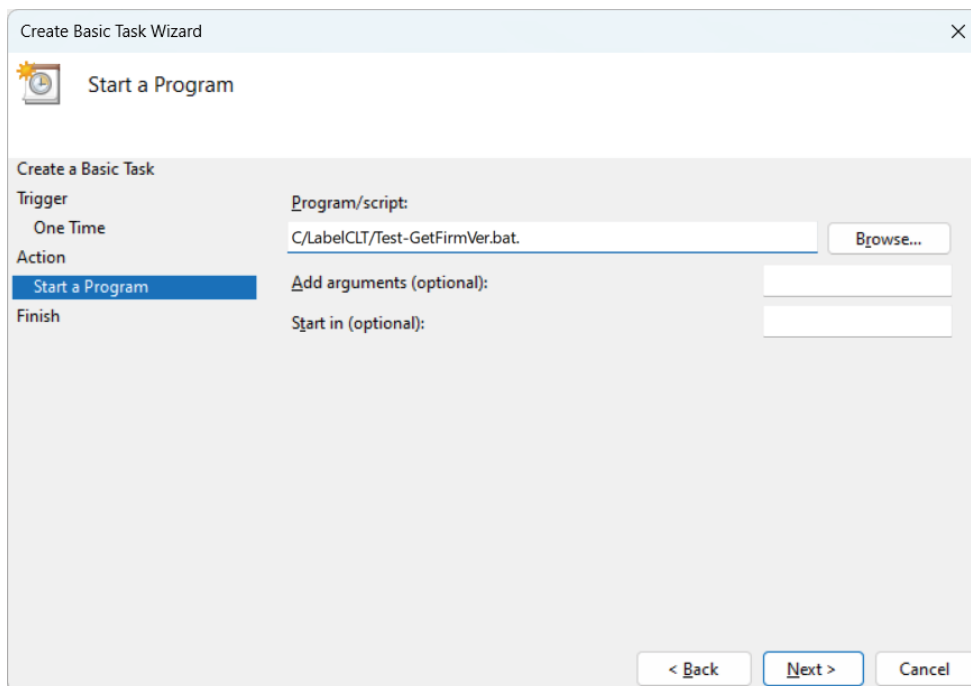 Create Basic Task Wizard
Start a Program
Create a Basic Task
Trigger
One Time
Action
Start a Program
Finish
Program/script:
C/LabelCLT/Test-GetFirmVer.bat.
Browse...
Add arguments (optional):
Start in (optional):
< Back
Next >
Cancel